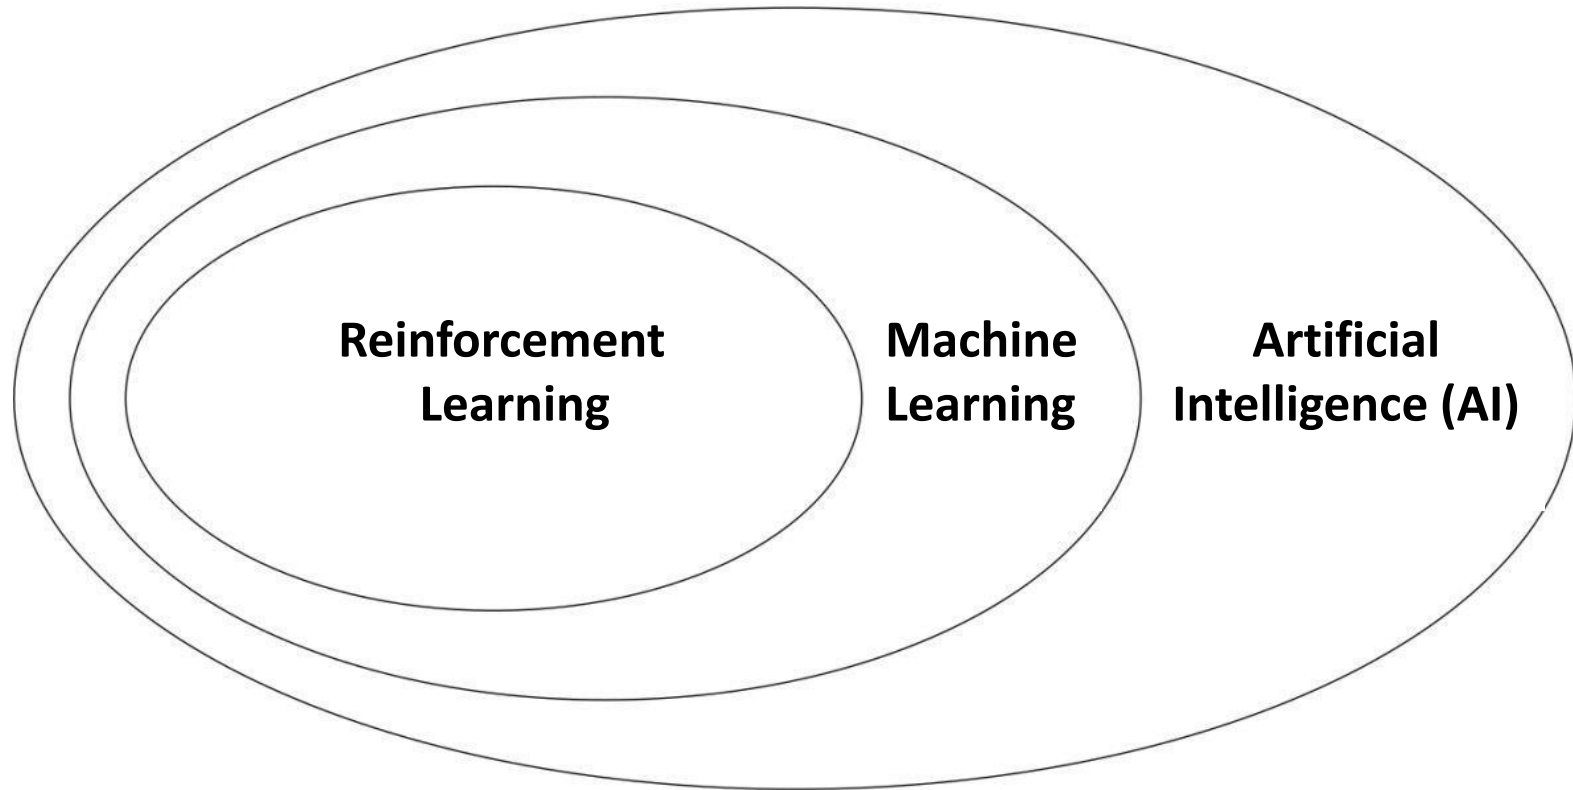 Reinforcement
Learning
Machine
Learning
Artificial
Intelligence (AI)